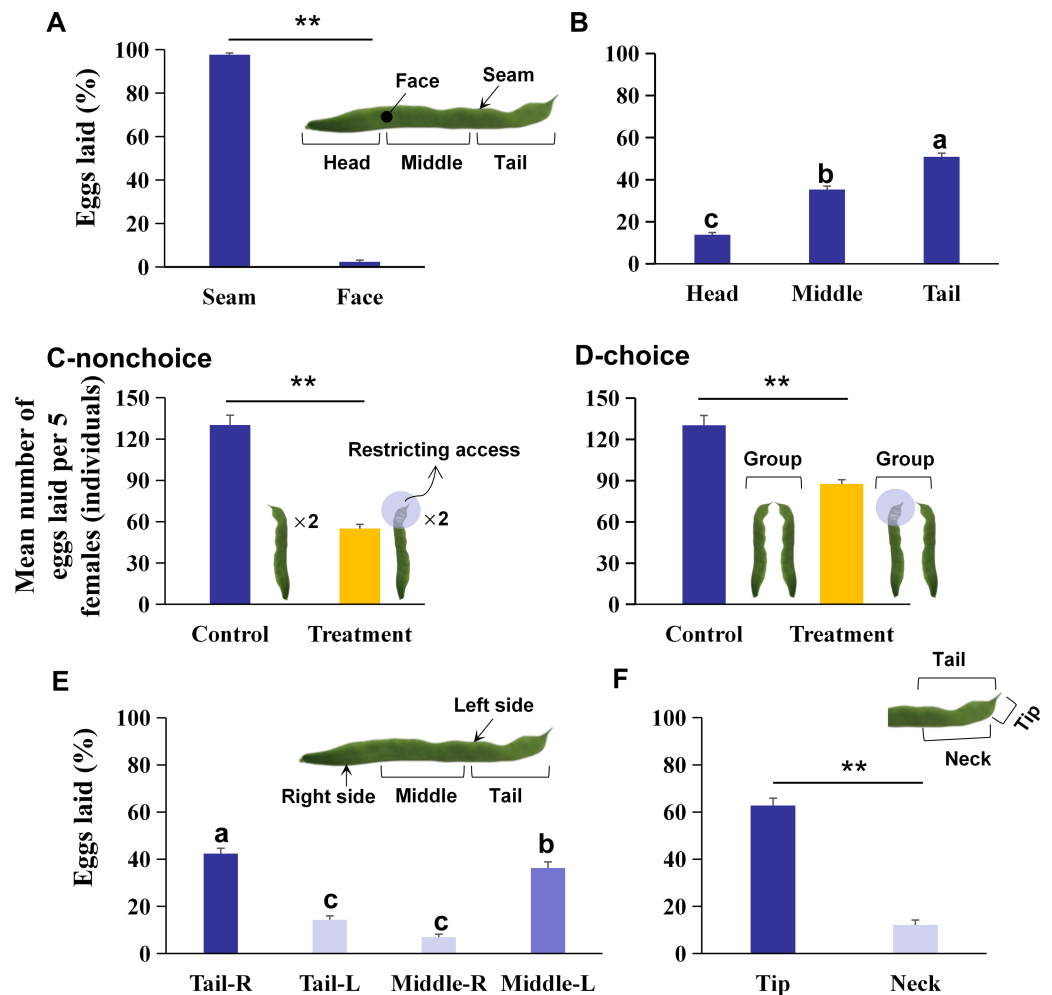 A
**
100
80
60
40
20
0
Eggs laid (%)
Face
Seam
Head
Middle
Tail
Seam
Face
B
100
80
60
40
20
0
c
b
a
Head
Middle
Tail
C-nonchoice
**
Mean number of
eggs laid per 5
females (individuals)
150
120
90
60
30
0
Restricting access
×2
×2
Control
Treatment
D-choice
**
150
120
90
60
30
0
Group
Group
Control
Treatment
E
Eggs laid (%)
100
80
60
40
20
0
Left side
Right side
Middle
Tail
a
c
c
b
Tail-R
Tail-L
Middle-R
Middle-L
F
Tail
Tip
Neck
**
100
80
60
40
20
0
Tip
Neck